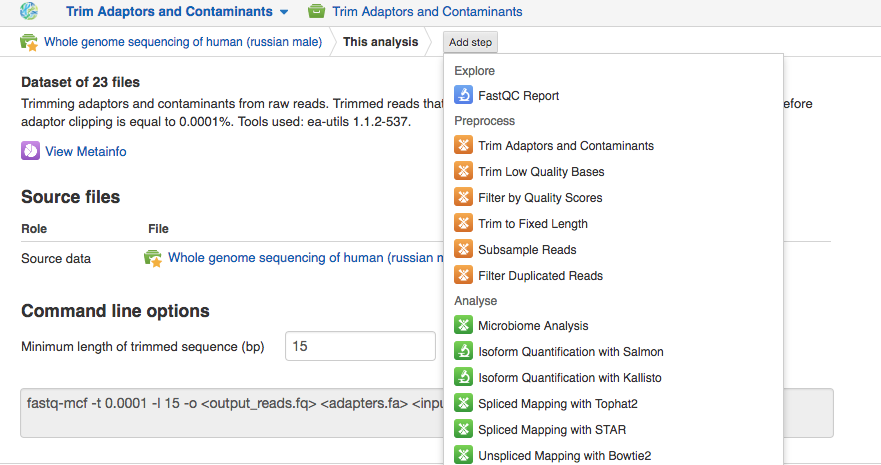 Trim Adaptors and Contaminants
Trim Adaptors and Contaminants
Whole genome sequencing of human (russian male)
This analysis
Add step
Dataset of 23 files
Trimming adaptors and contaminants from raw reads. Trimmed reads that
efore
adaptor clipping is equal to 0.0001%. Tools used: ea-utils 1.1.2-537.
View Metainfo
Source files
Role
File
Source data
Whole genome sequencing of human (russian m
Command line options
Minimum length of trimmed sequence (bp)
15
fastq-mcf -t 0.0001 -l 15 -o <output_reads.fq> <adapters.fa> <inpu
Explore
FastQC Report
Preprocess
Trim Adaptors and Contaminants
Trim Low Quality Bases
Filter by Quality Scores
Trim to Fixed Length
Subsample Reads
Filter Duplicated Reads
Analyse
Microbiome Analysis
Isoform Quantification with Salmon
Isoform Quantification with Kallisto
Spliced Mapping with Tophat2
Spliced Mapping with STAR
Unspliced Mapping with Bowtie2